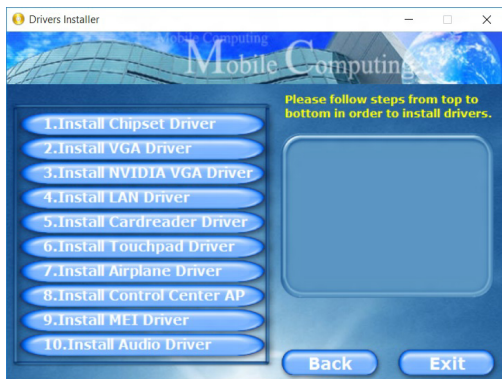 Drivers Installer
Mobile Computing
Mobile Computing
Please follow steps from top to
bottom in order to install drivers.
1.Install Chipset Driver
2.Install VGA Driver
3.Install NVIDIA VGA Driver
4.Install LAN Driver
5.Install Cardreader Driver
6.Install Touchpad Driver
7.Install Airplane Driver
8.Install Control Center AP
9.Install MEI Driver
10.Install Audio Driver
Back
Exit